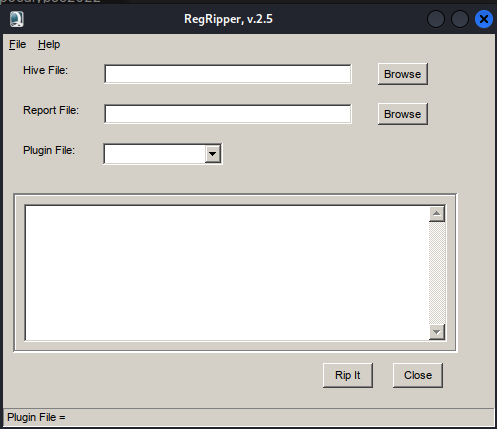 RegRipper, v.2.5
File Help
Hive File:
Browse
Report File:
Browse
Plugin File:
Rip It
Close
Plugin File =